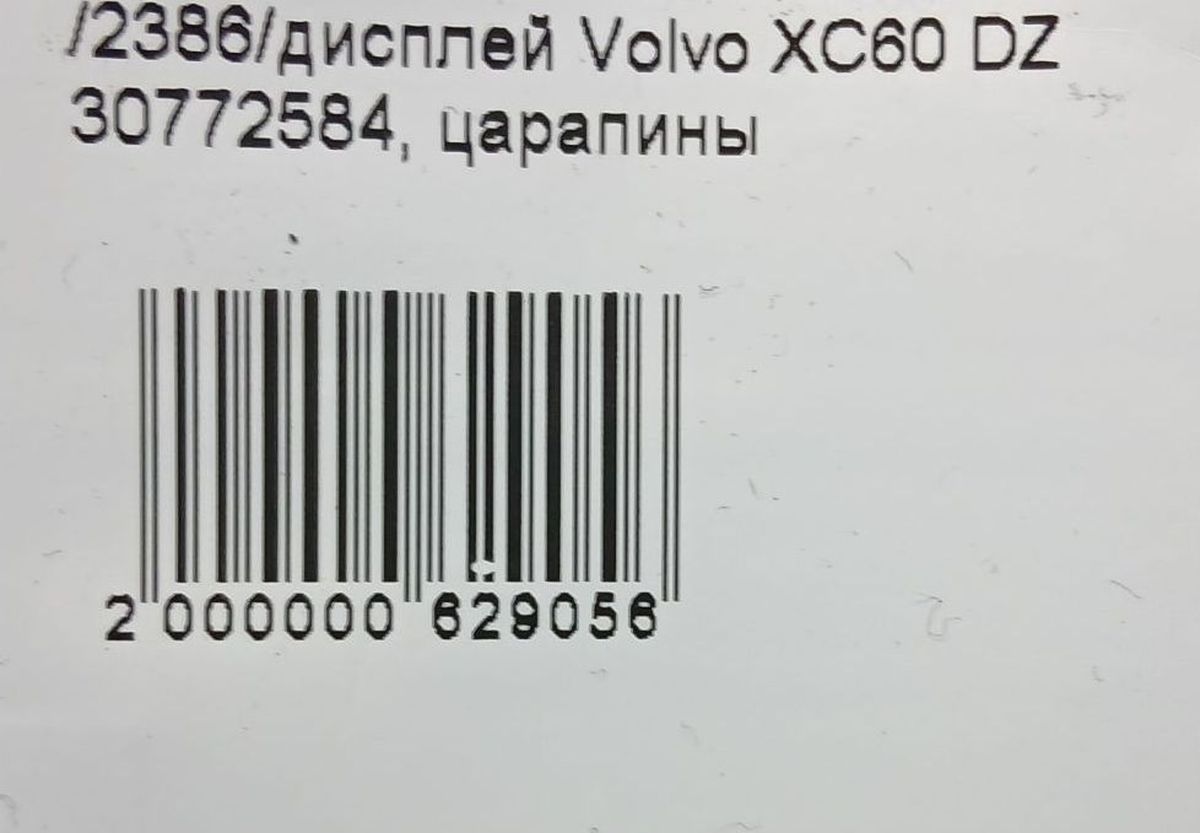 /2386/дисплей Volvo XC60 DZ
30772584, царапины
2 000000 629056